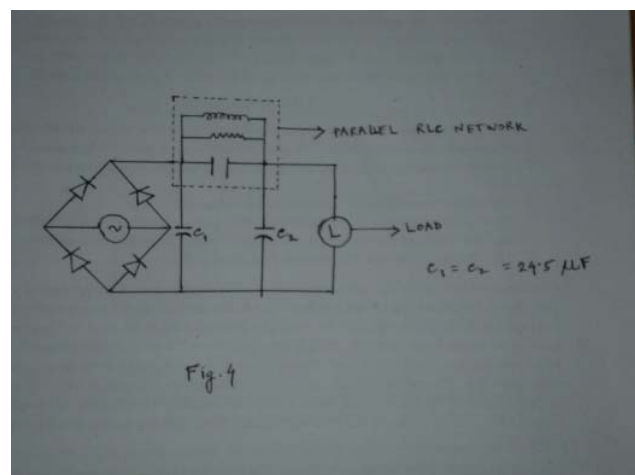 PARALLEL RLC NETWORK
~
C₁
C₂
L
LOAD
C₁ = C₂ = 24.5 μF
Fig. 4